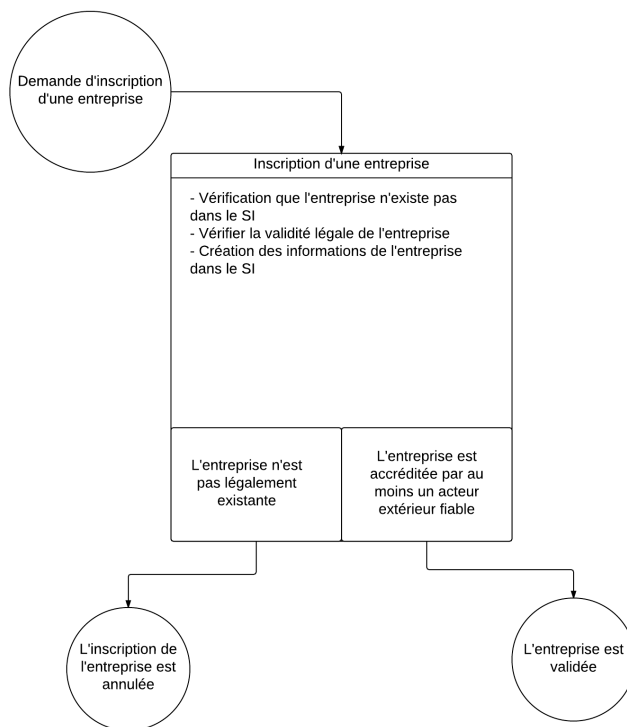 Demande d'inscription
d'une entreprise
Inscription d'une entreprise
- Vérification que l'entreprise n'existe pas
dans le SI
- Vérifier la validité légale de l'entreprise
- Création des informations de l'entreprise
dans le SI
L'entreprise n'est
pas légalement
existante
L'entreprise est
accréditée par au
moins un acteur
extérieur fiable
L'inscription de
l'entreprise est
annulée
L'entreprise est
validée